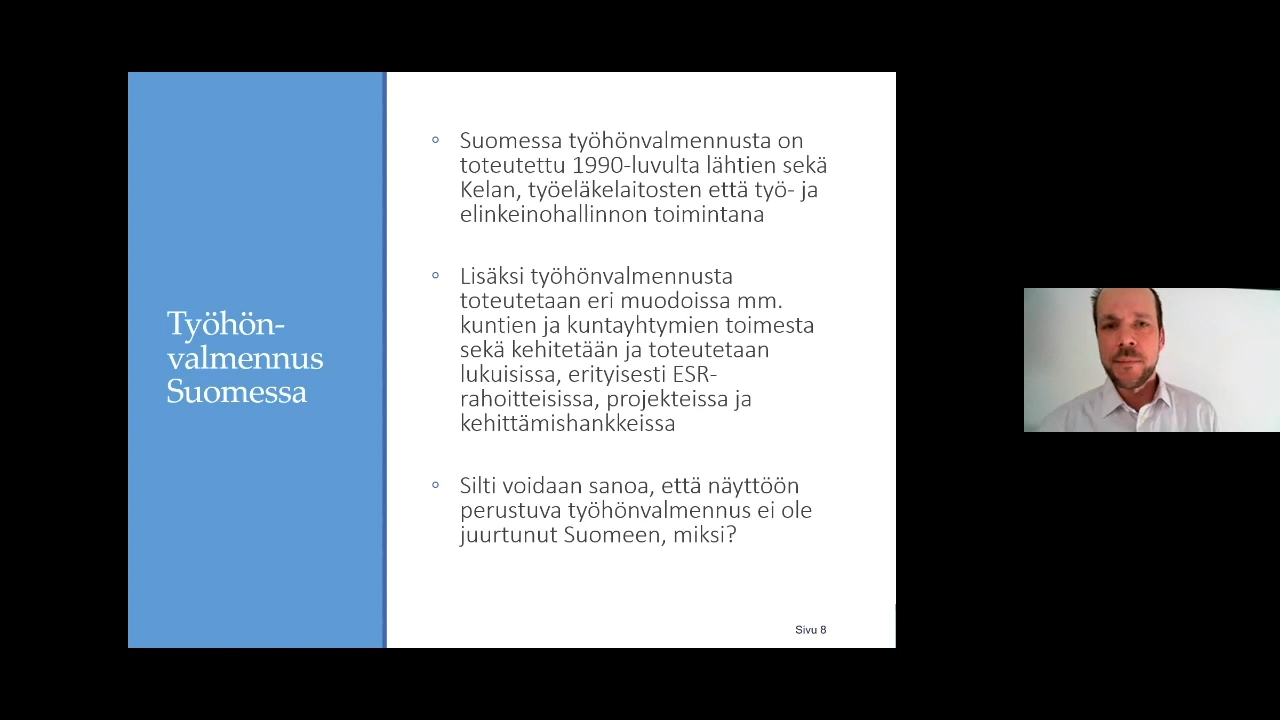 Työhön-
valmennus
Suomessa
Suomessa työhönvalmennusta on
toteutettu 1990-luvulta lähtien sekä
Kelan, työeläkelaitosten että työ- ja
elinkeinohallinnon toimintana
Lisäksi työhönvalmennusta
toteutetaan eri muodoissa mm.
kuntien ja kuntayhtymien toimesta
sekä kehitetään ja toteutetaan
lukuisissa, erityisesti ESR-
rahoitteisissa, projekteissa ja
kehittämishankkeissa
Silti voidaan sanoa, että näyttöön
perustuva työhönvalmennus ei ole
juurtunut Suomeen, miksi?
Sivu 8